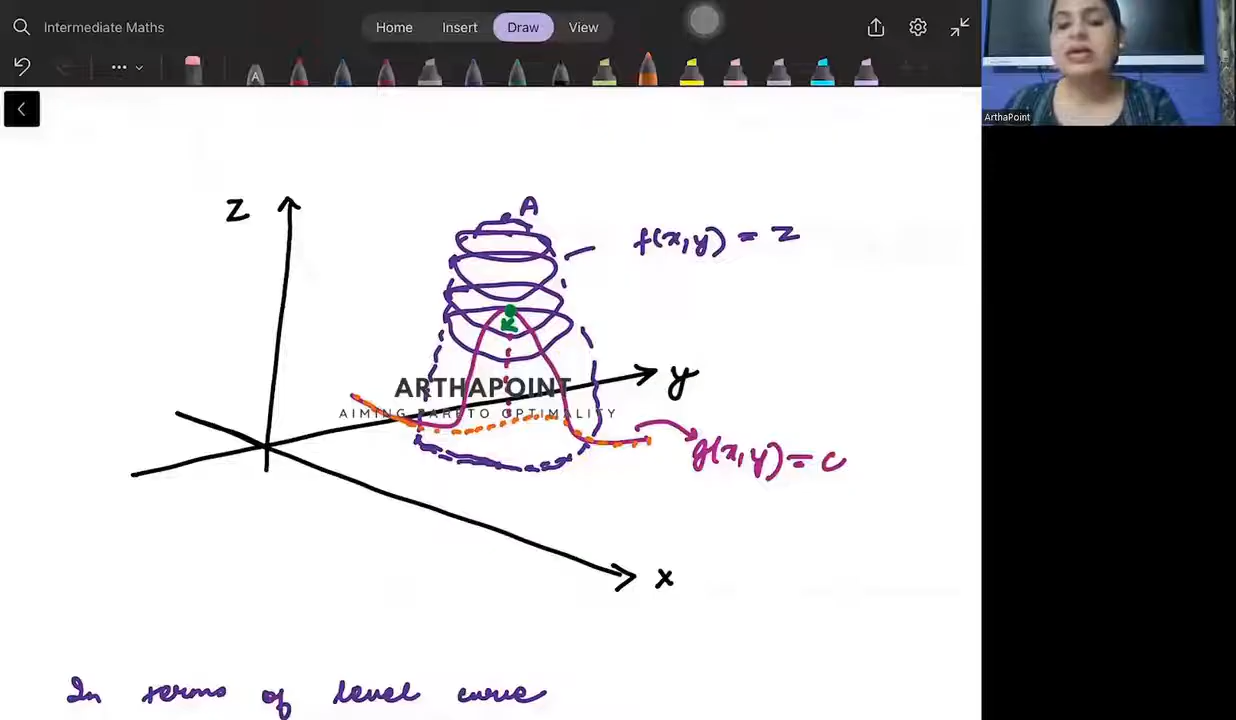 Intermediate Maths
Home Insert Draw View
A
ArthaPoint
Z
A
f(x,y) = z
ARTHAPOINT
AIMING PARETO OPTIMALITY
y
g(x,y) = c
x
In terms of level curve